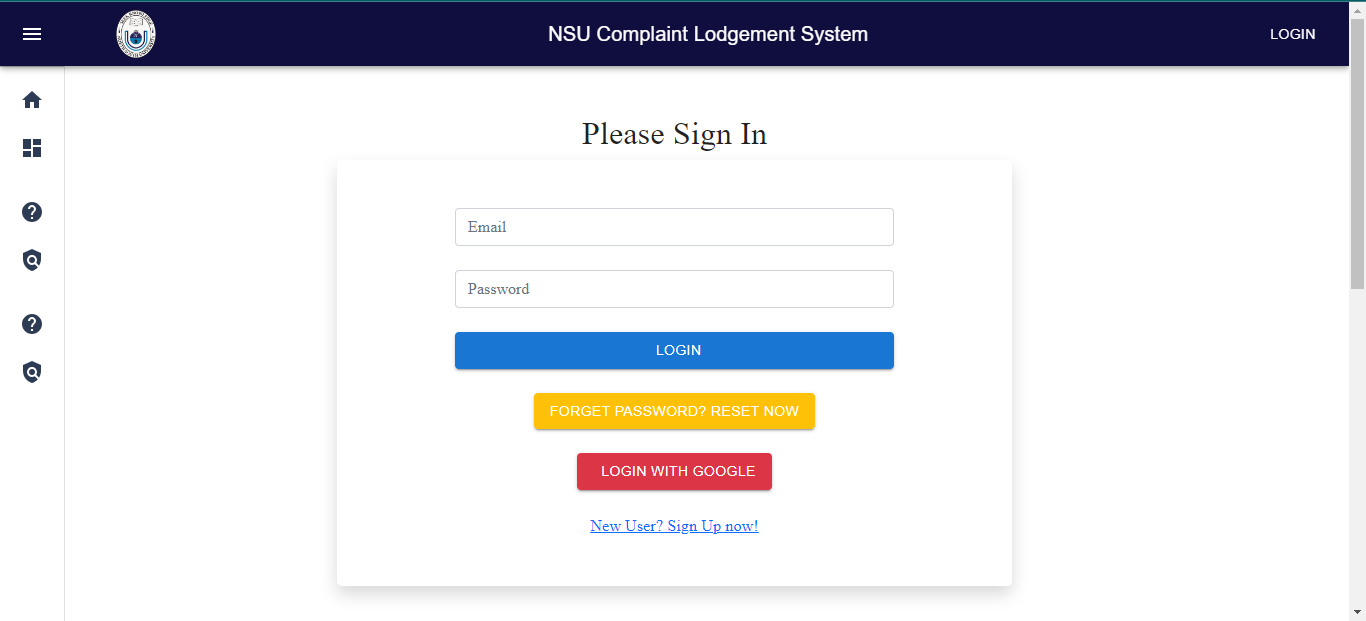 NSU Complaint Lodgement System
LOGIN
Please Sign In
Email
Password
LOGIN
FORGET PASSWORD? RESET NOW
LOGIN WITH GOOGLE
New User? Sign Up now!